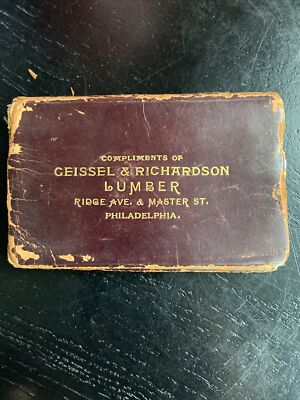 COMPLIMENTS OF
GEISSEL & RICHARDSON
LUMBER
RIDGE AVE. & MASTER ST.
PHILADELPHIA.